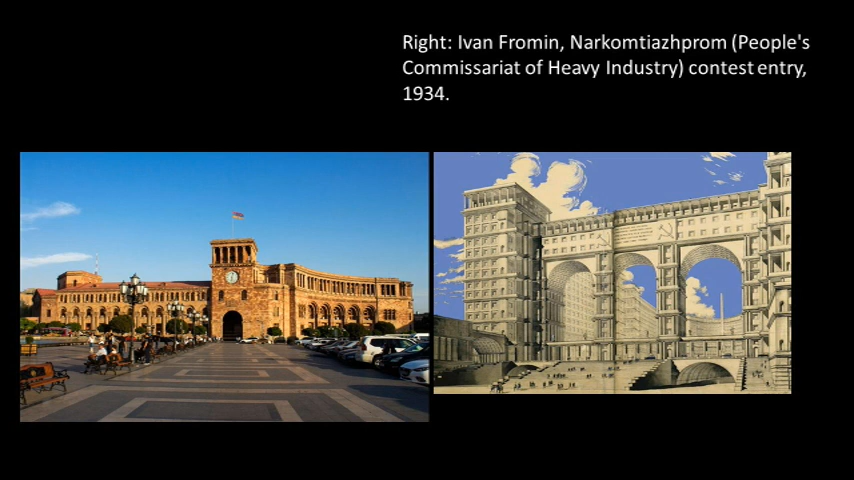 Right: Ivan Fromin, Narkomtiazhprom (People's
Commissariat of Heavy Industry) contest entry,
1934.